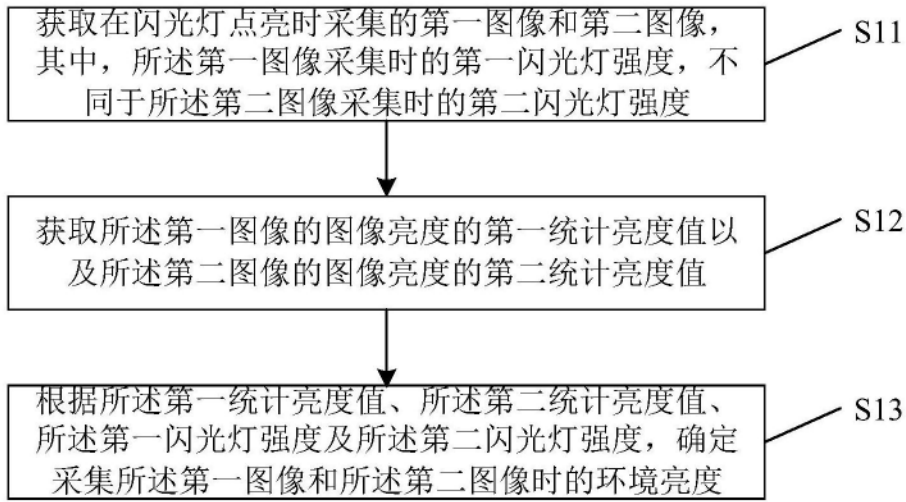 获取在闪光灯点亮时采集的第一图像和第二图像，
其中，所述第一图像采集时的第一闪光灯强度，不
同于所述第二图像采集时的第二闪光灯强度
S11
获取所述第一图像的图像亮度的第一统计亮度值以
及所述第二图像的图像亮度的第二统计亮度值
S12
根据所述第一统计亮度值、所述第二统计亮度值、
所述第一闪光灯强度及所述第二闪光灯强度，确定
采集所述第一图像和所述第二图像时的环境亮度
S13